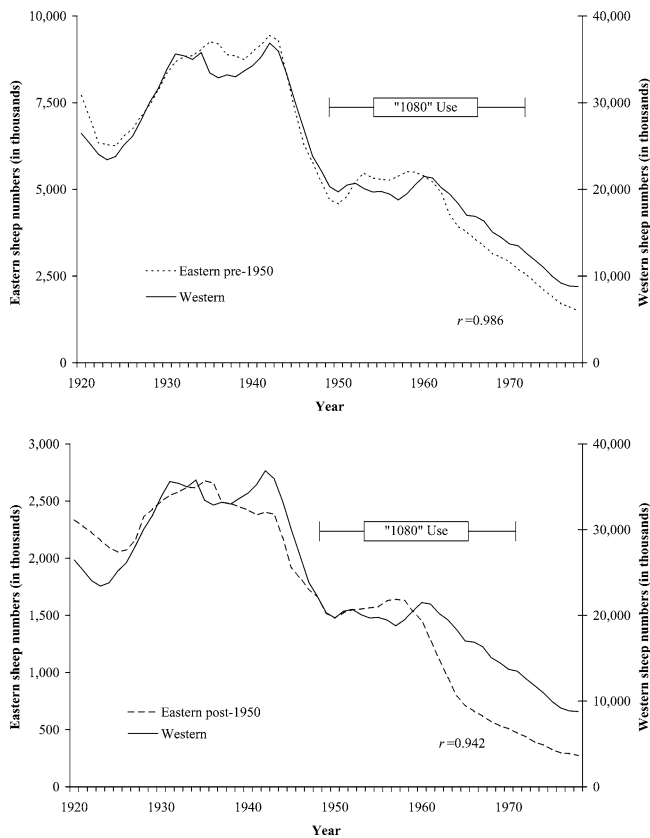 10,000
7,500
5,000
2,500
0
Eastern sheep numbers (in thousands)
40,000
30,000
20,000
10,000
0
Western sheep numbers (in thousands)
"1080" Use
Eastern pre-1950
Western
r=0.986
1920 1930 1940 1950 1960 1970
Year
3,000
2,500
2,000
1,500
1,000
500
0
Eastern sheep numbers (in thousands)
40,000
30,000
20,000
10,000
0
Western sheep numbers (in thousands)
"1080" Use
Eastern post-1950
Western
r=0.942
1920 1930 1940 1950 1960 1970
Year